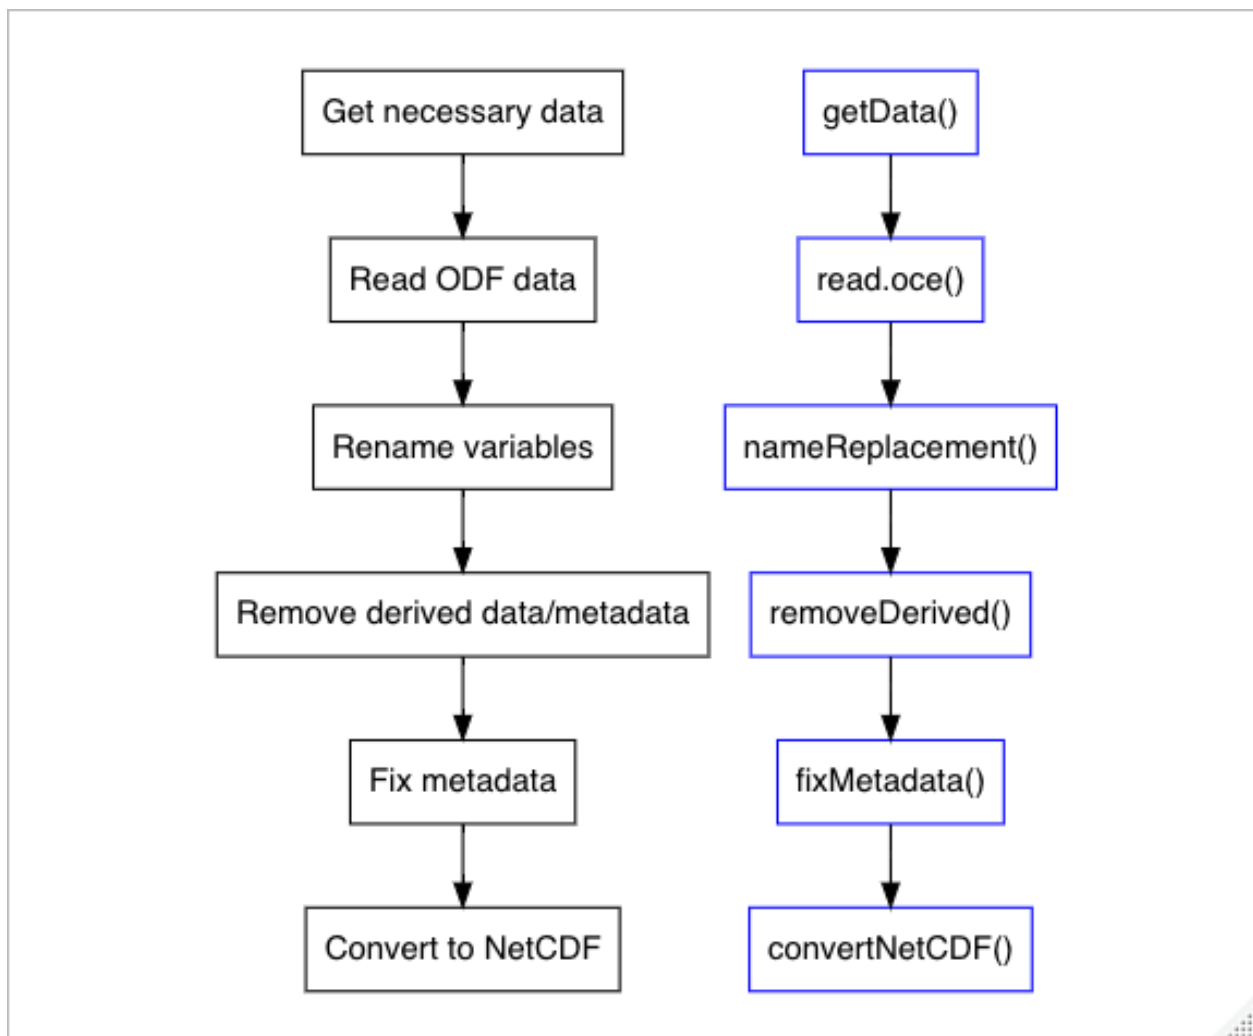 Get necessary data
getData()
Read ODF data
read.oce()
Rename variables
nameReplacement()
Remove derived data/metadata
removeDerived()
Fix metadata
fixMetadata()
Convert to NetCDF
convertNetCDF()